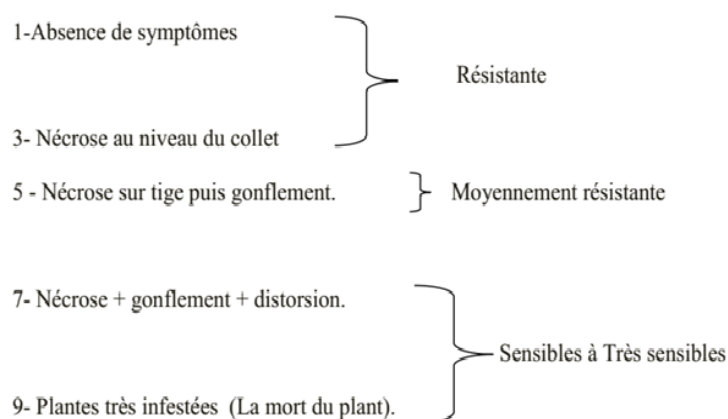 1-Absence de symptômes
Résistante
3- Nécrose au niveau du collet
5 - Nécrose sur tige puis gonflement.
Moyennement résistante
7- Nécrose + gonflement + distorsion.
Sensibles à Très sensibles
9- Plantes très infestées (La mort du plant).